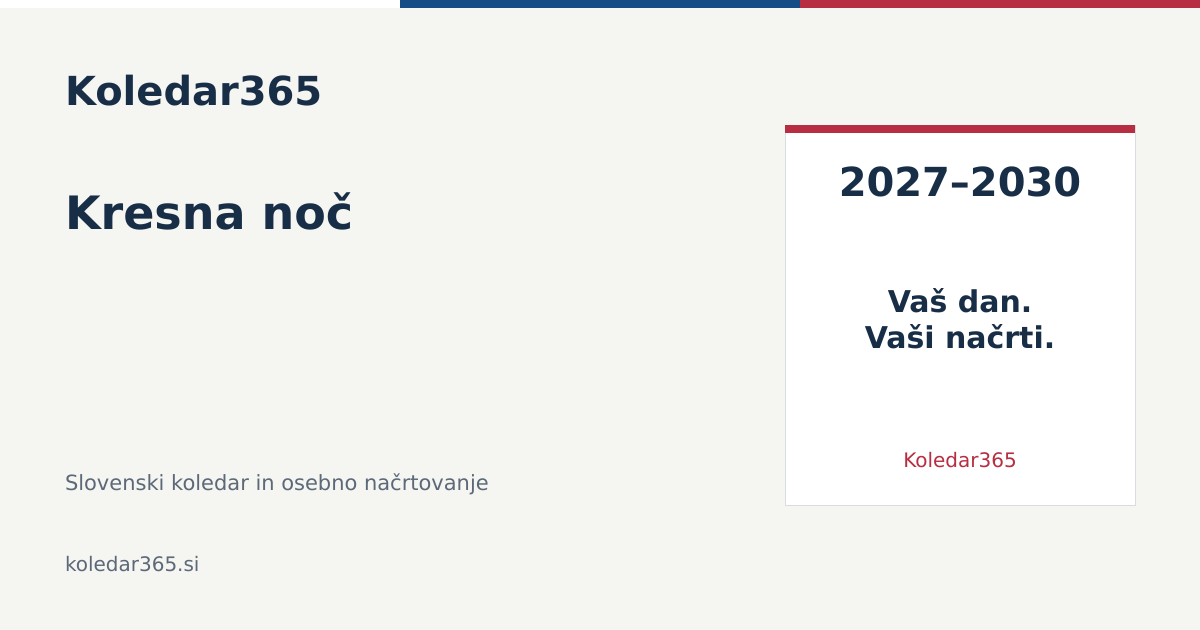 Koledar365
Kresna noč
Slovenski koledar in osebno načrtovanje
koledar365.si
2027–2030
Vaš dan.
Vaši načrti.
Koledar365